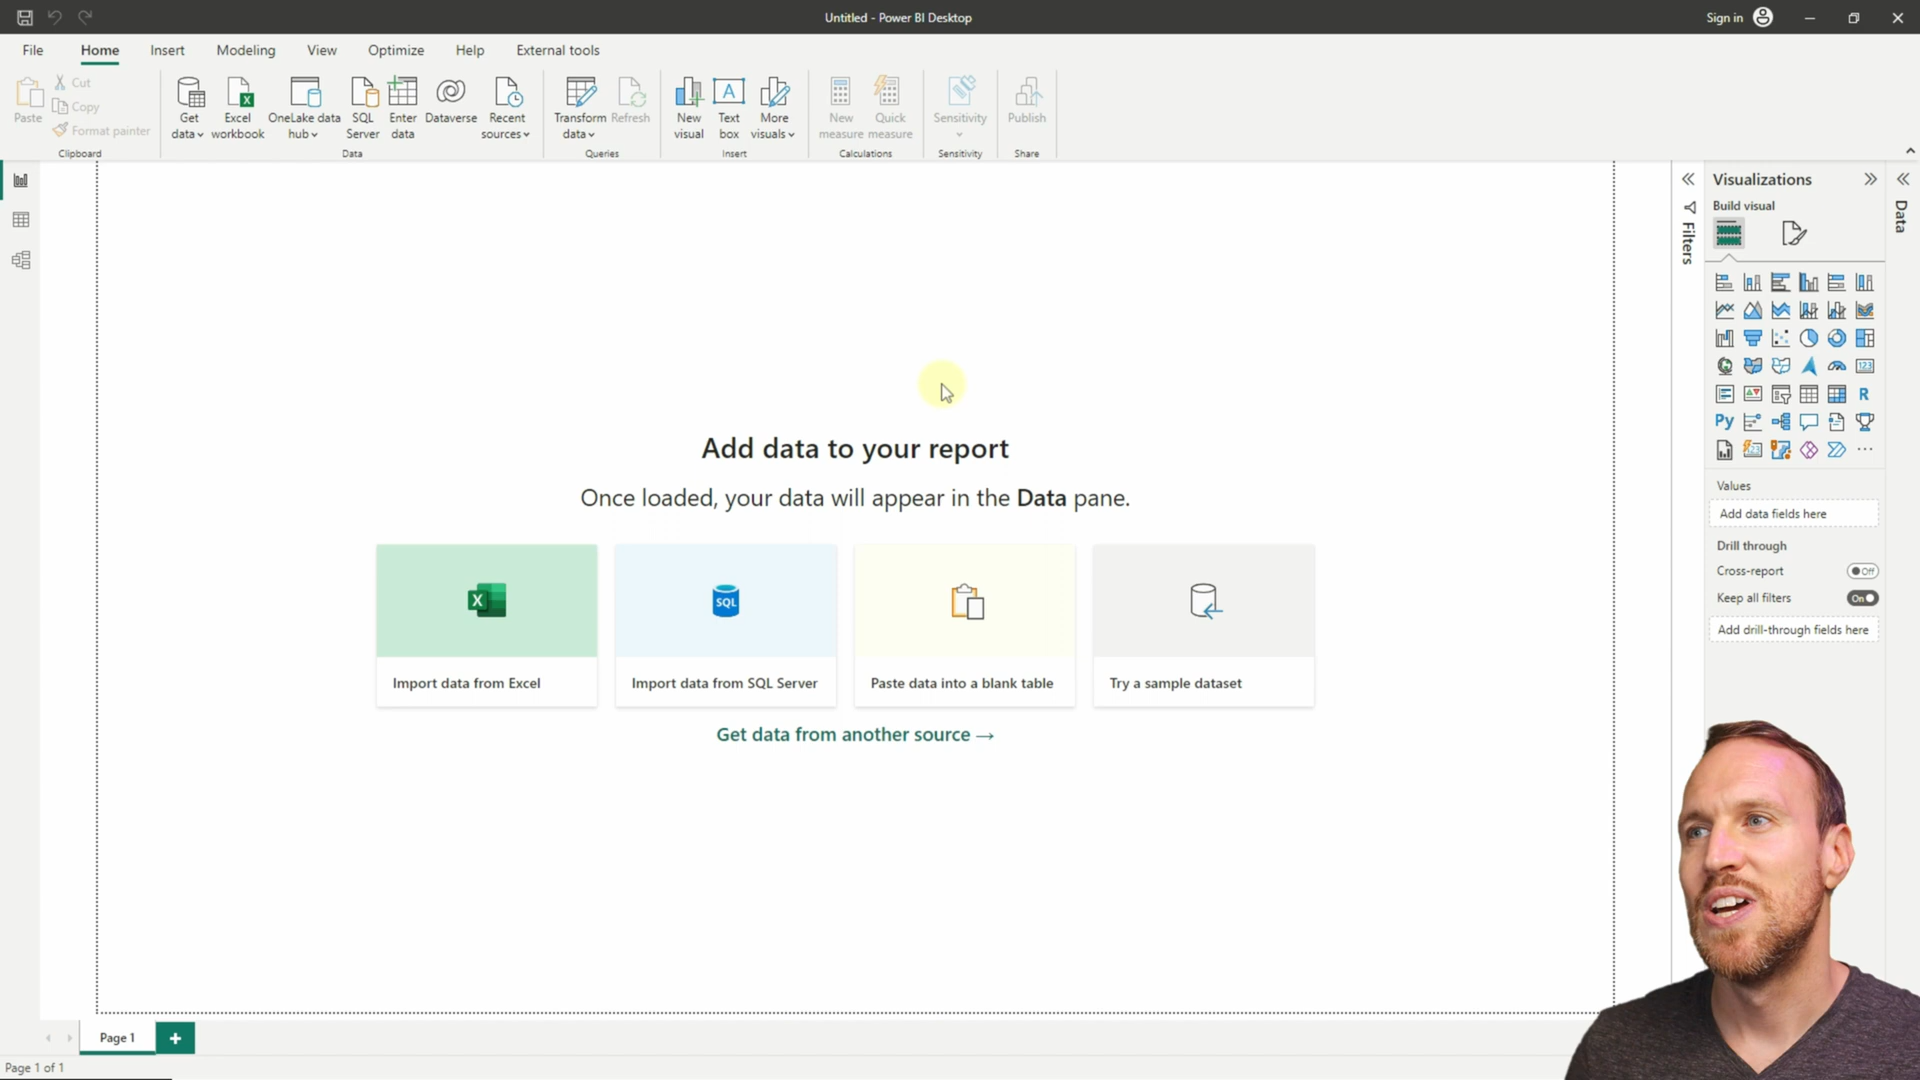 Untitled - Power BI Desktop
Sign in
File Home Insert Modeling View Optimize Help External tools
Paste
Cut
Copy
Format painter
Clipboard
Get data
Excel workbook
OneLake data hub
SQL Server
Enter data
Dataverse
Recent sources
Data
Transform data
Refresh
Queries
New visual
Text box
More visuals
Insert
New measure
Quick measure
Calculations
Sensitivity
Sensitivity
Publish
Share
Filters
Visualizations
Build visual
Data
123
R
Py
Values
Add data fields here
Drill through
Cross-report
Off
Keep all filters
On
Add drill-through fields here
Add data to your report
Once loaded, your data will appear in the Data pane.
X
SQL
Import data from Excel
Import data from SQL Server
Paste data into a blank table
Try a sample dataset
Get data from another source →
Page 1
Page 1 of 1